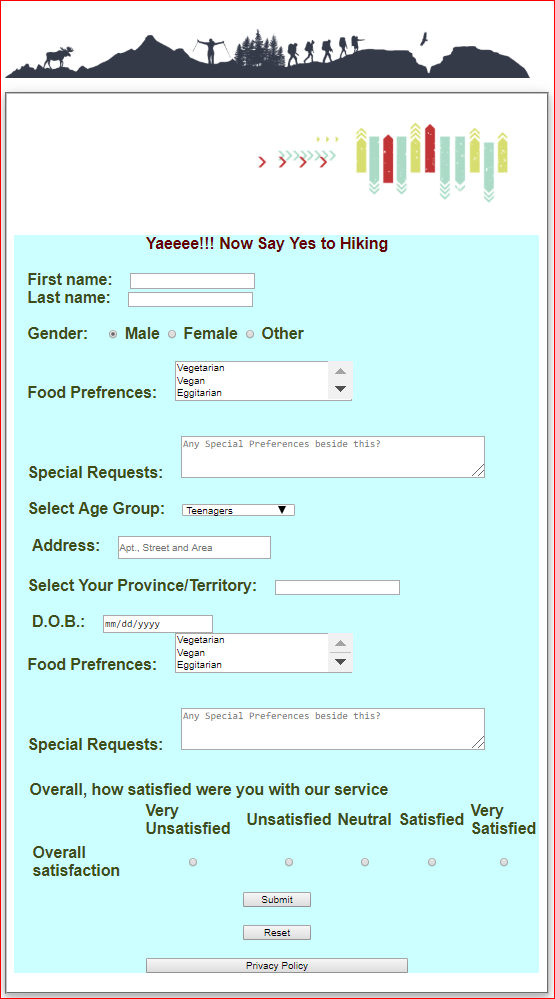 Yaeeee!!! Now Say Yes to Hiking
First name:
Last name:
Gender: Male Female Other
Vegetarian
Vegan
Food Prefrences: Eggitarian
Any Special Preferences beside this?
Special Requests:
Select Age Group: Teenagers
Address: Apt., Street and Area
Select Your Province/Territory:
D.O.B.: mm/dd/yyyy
Vegetarian
Vegan
Food Prefrences: Eggitarian
Any Special Preferences beside this?
Special Requests:
Overall, how satisfied were you with our service
Very Unsatisfied Unsatisfied Neutral Satisfied Very Satisfied
Overall
satisfaction
Submit
Reset
Privacy Policy